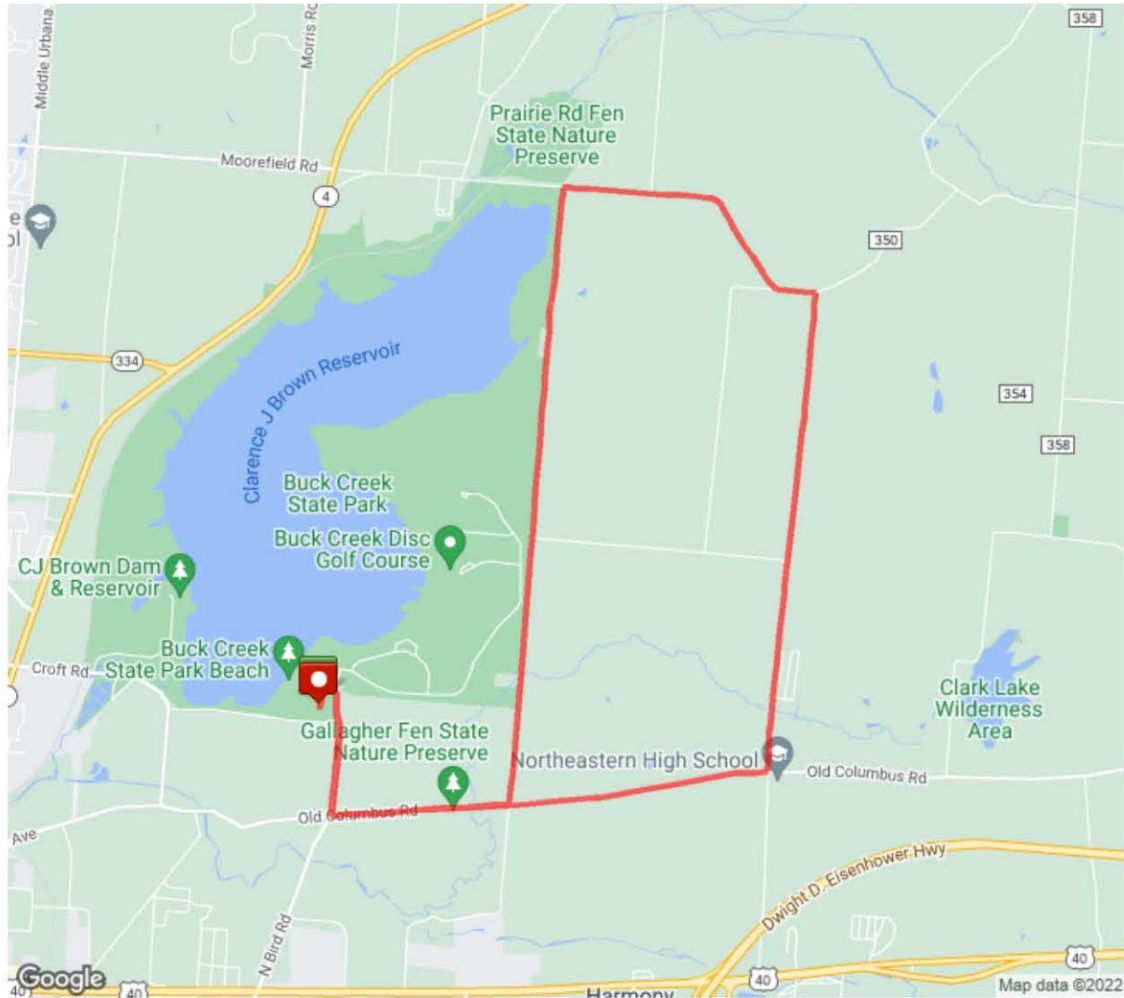 358
Middle Urbana
Morris Rd
Prairie Rd Fen
State Nature
Preserve
Moorefield Rd
4
e
ol
350
334
Clarence J Brown Reservoir
354
358
Buck Creek
State Park
Buck Creek Disc
Golf Course
CJ Brown Dam
& Reservoir
Croft Rd
Buck Creek
State Park Beach
Clark Lake
Wilderness
Area
Gallagher Fen State
Nature Preserve
Northeastern High School
Old Columbus Rd
Old Columbus Rd
Ave
Dwight D. Eisenhower Hwy
N Bird Rd
40
Google
40
40
40
Harmony
Map data ©2022